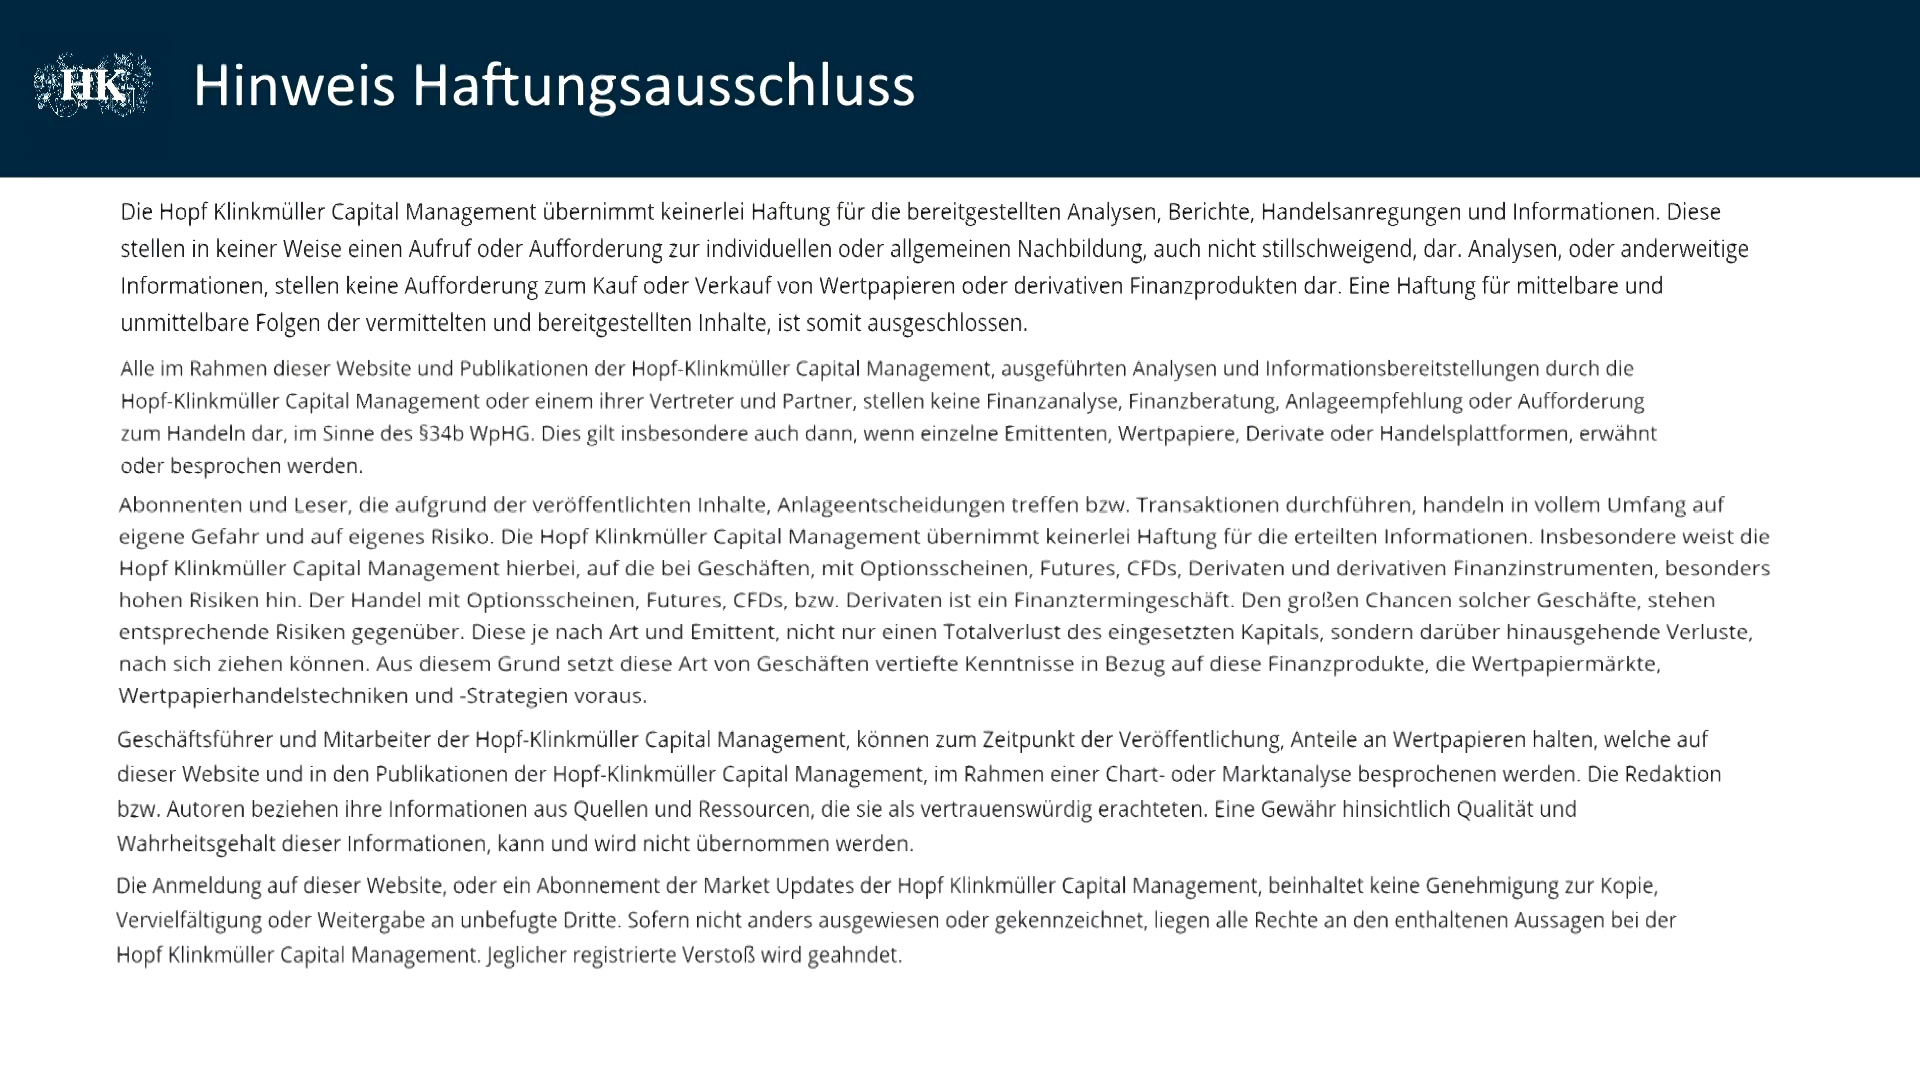 HK
Hinweis Haftungsausschluss
Die Hopf Klinkmüller Capital Management übernimmt keinerlei Haftung für die bereitgestellten Analysen, Berichte, Handelsanregungen und Informationen. Diese
stellen in keiner Weise einen Aufruf oder Aufforderung zur individuellen oder allgemeinen Nachbildung, auch nicht stillschweigend, dar. Analysen, oder anderweitige
Informationen, stellen keine Aufforderung zum Kauf oder Verkauf von Wertpapieren oder derivativen Finanzprodukten dar. Eine Haftung für mittelbare und
unmittelbare Folgen der vermittelten und bereitgestellten Inhalte, ist somit ausgeschlossen.
Alle im Rahmen dieser Website und Publikationen der Hopf-Klinkmüller Capital Management, ausgeführten Analysen und Informationsbereitstellungen durch die
Hopf-Klinkmüller Capital Management oder einem ihrer Vertreter und Partner, stellen keine Finanzanalyse, Finanzberatung, Anlageempfehlung oder Aufforderung
zum Handeln dar, im Sinne des §34b WpHG. Dies gilt insbesondere auch dann, wenn einzelne Emittenten, Wertpapiere, Derivate oder Handelsplattformen, erwähnt
oder besprochen werden.
Abonnenten und Leser, die aufgrund der veröffentlichten Inhalte, Anlageentscheidungen treffen bzw. Transaktionen durchführen, handeln in vollem Umfang auf
eigene Gefahr und auf eigenes Risiko. Die Hopf Klinkmüller Capital Management übernimmt keinerlei Haftung für die erteilten Informationen. Insbesondere weist die
Hopf Klinkmüller Capital Management hierbei, auf die bei Geschäften, mit Optionsscheinen, Futures, CFDs, Derivaten und derivativen Finanzinstrumenten, besonders
hohen Risiken hin. Der Handel mit Optionsscheinen, Futures, CFDs, bzw. Derivaten ist ein Finanztermingeschäft. Den großen Chancen solcher Geschäfte, stehen
entsprechende Risiken gegenüber. Diese je nach Art und Emittent, nicht nur einen Totalverlust des eingesetzten Kapitals, sondern darüber hinausgehende Verluste,
nach sich ziehen können. Aus diesem Grund setzt diese Art von Geschäften vertiefte Kenntnisse in Bezug auf diese Finanzprodukte, die Wertpapiermärkte,
Wertpapierhandelstechniken und -Strategien voraus.
Geschäftsführer und Mitarbeiter der Hopf-Klinkmüller Capital Management, können zum Zeitpunkt der Veröffentlichung, Anteile an Wertpapieren halten, welche auf
dieser Website und in den Publikationen der Hopf-Klinkmüller Capital Management, im Rahmen einer Chart- oder Marktanalyse besprochenen werden. Die Redaktion
bzw. Autoren beziehen ihre Informationen aus Quellen und Ressourcen, die sie als vertrauenswürdig erachteten. Eine Gewähr hinsichtlich Qualität und
Wahrheitsgehalt dieser Informationen, kann und wird nicht übernommen werden.
Die Anmeldung auf dieser Website, oder ein Abonnement der Market Updates der Hopf Klinkmüller Capital Management, beinhaltet keine Genehmigung zur Kopie,
Vervielfältigung oder Weitergabe an unbefugte Dritte. Sofern nicht anders ausgewiesen oder gekennzeichnet, liegen alle Rechte an den enthaltenen Aussagen bei der
Hopf Klinkmüller Capital Management. Jeglicher registrierte Verstoß wird geahndet.